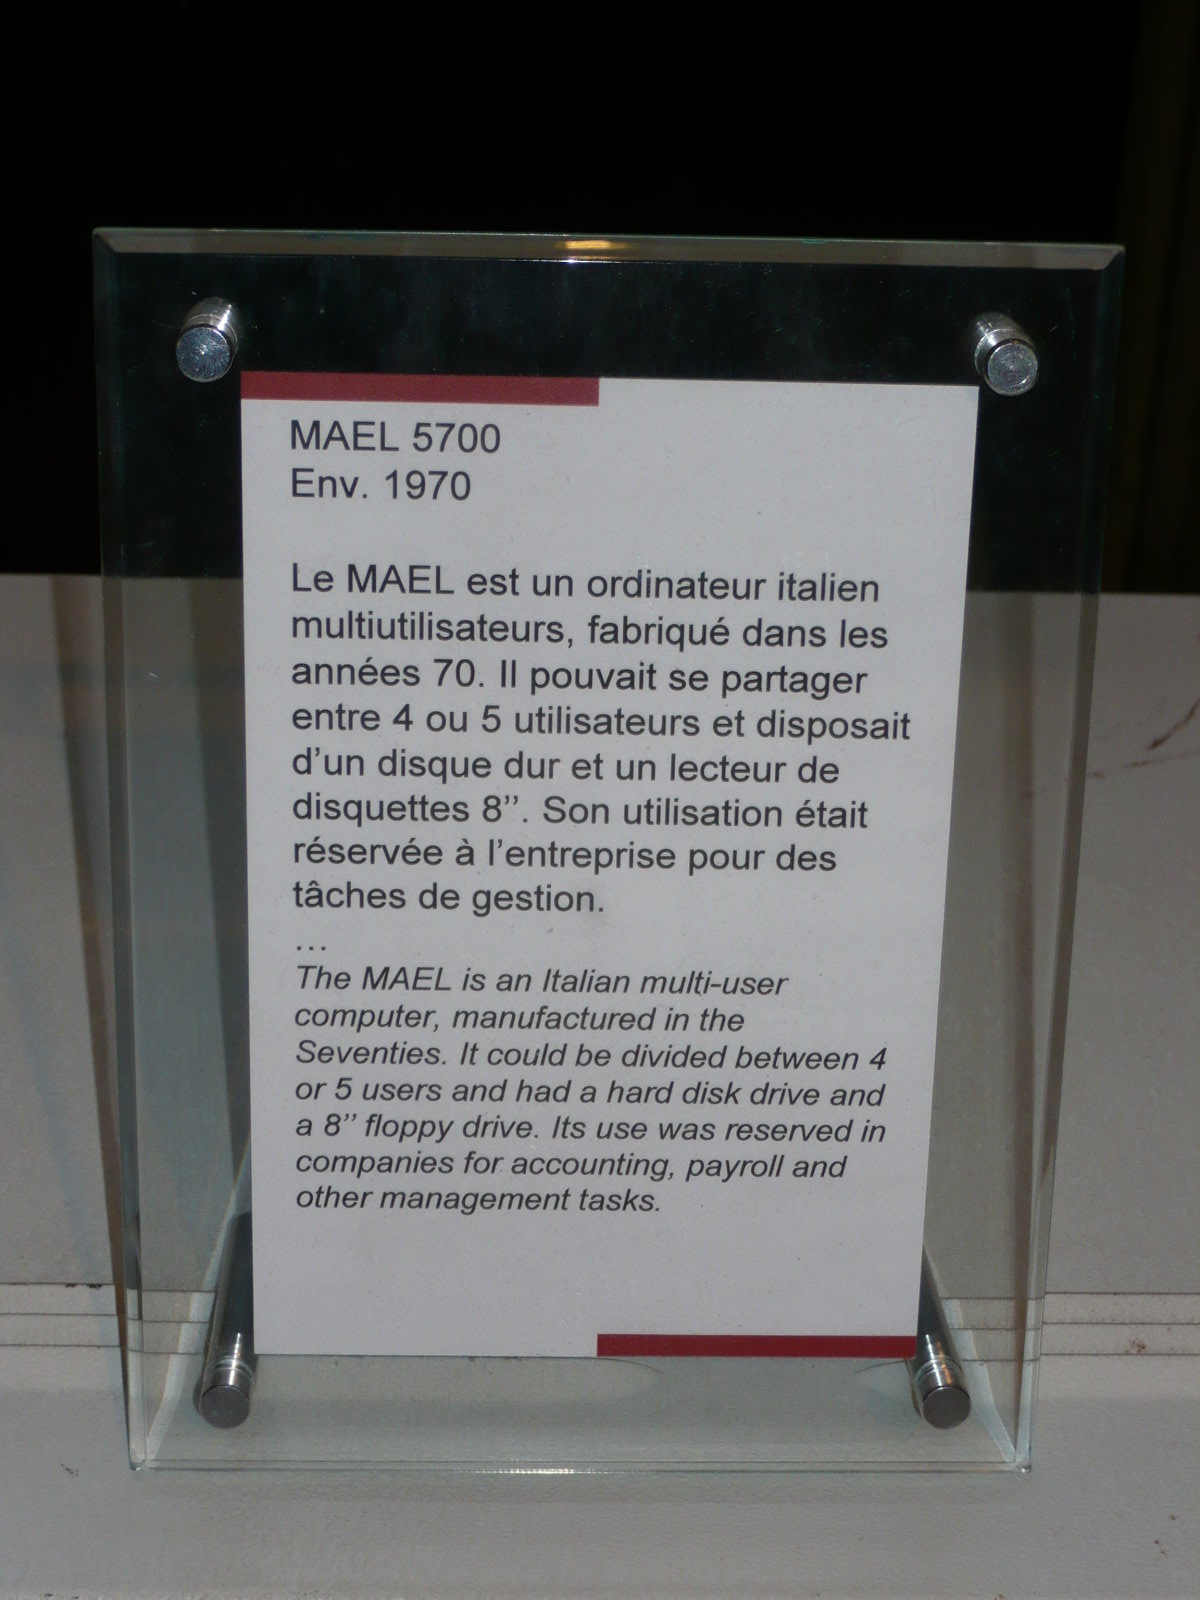 MAEL 5700
Env. 1970
Le MAEL est un ordinateur italien
multiutilisateurs, fabriqué dans les
années 70. Il pouvait se partager
entre 4 ou 5 utilisateurs et disposait
d’un disque dur et un lecteur de
disquettes 8’’. Son utilisation était
réservée à l’entreprise pour des
tâches de gestion.
…
The MAEL is an Italian multi-user
computer, manufactured in the
Seventies. It could be divided between 4
or 5 users and had a hard disk drive and
a 8’’ floppy drive. Its use was reserved in
companies for accounting, payroll and
other management tasks.